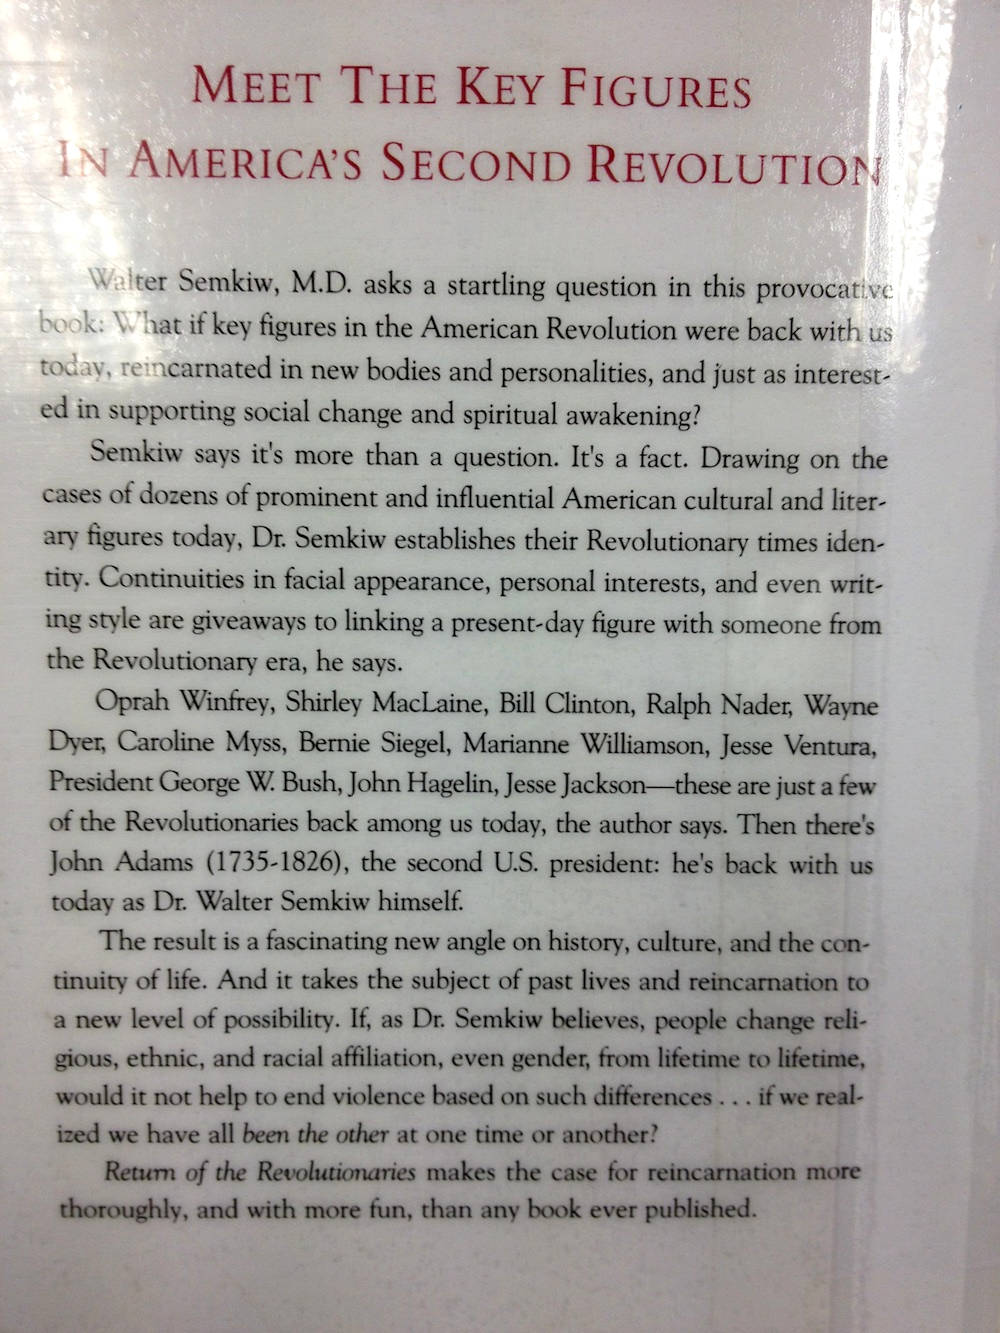 MEET THE KEY FIGURES
IN AMERICA'S SECOND REVOLUTION
Walter Semkiw, M.D. asks a startling question in this provocative
book: What if key figures in the American Revolution were back with us
today, reincarnated in new bodies and personalities, and just as interest-
ed in supporting social change and spiritual awakening?
Semkiw says it's more than a question. It's a fact. Drawing on the
cases of dozens of prominent and influential American cultural and liter-
ary figures today, Dr. Semkiw establishes their Revolutionary times iden-
tity. Continuities in facial appearance, personal interests, and even writ-
ing style are giveaways to linking a present-day figure with someone from
the Revolutionary era, he says.
Oprah Winfrey, Shirley MacLaine, Bill Clinton, Ralph Nader, Wayne
Dyer, Caroline Myss, Bernie Siegel, Marianne Williamson, Jesse Ventura,
President George W. Bush, John Hagelin, Jesse Jackson—these are just a few
of the Revolutionaries back among us today, the author says. Then there's
John Adams (1735-1826), the second U.S. president: he's back with us
today as Dr. Walter Semkiw himself.
The result is a fascinating new angle on history, culture, and the con-
tinuity of life. And it takes the subject of past lives and reincarnation to
a new level of possibility. If, as Dr. Semkiw believes, people change reli-
gious, ethnic, and racial affiliation, even gender, from lifetime to lifetime,
would it not help to end violence based on such differences . . . if we real-
ized we have all been the other at one time or another?
Return of the Revolutionaries makes the case for reincarnation more
thoroughly, and with more fun, than any book ever published.